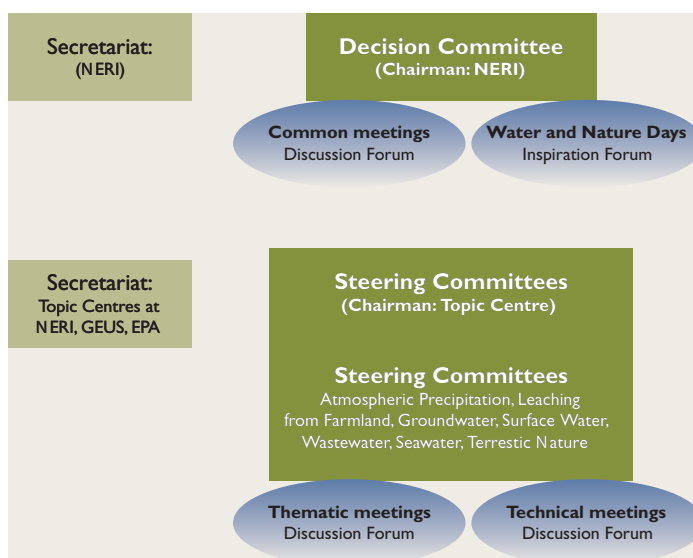 Secretariat:
(NERI)
Decision Committee
(Chairman: NERI)
Common meetings
Discussion Forum
Water and Nature Days
Inspiration Forum
Secretariat:
Topic Centres at
NERI, GEUS, EPA
Steering Committees
(Chairman: Topic Centre)
Steering Committees
Atmospheric Precipitation, Leaching
from Farmland, Groundwater, Surface Water,
Wastewater, Seawater, Terrestic Nature
Thematic meetings
Discussion Forum
Technical meetings
Discussion Forum